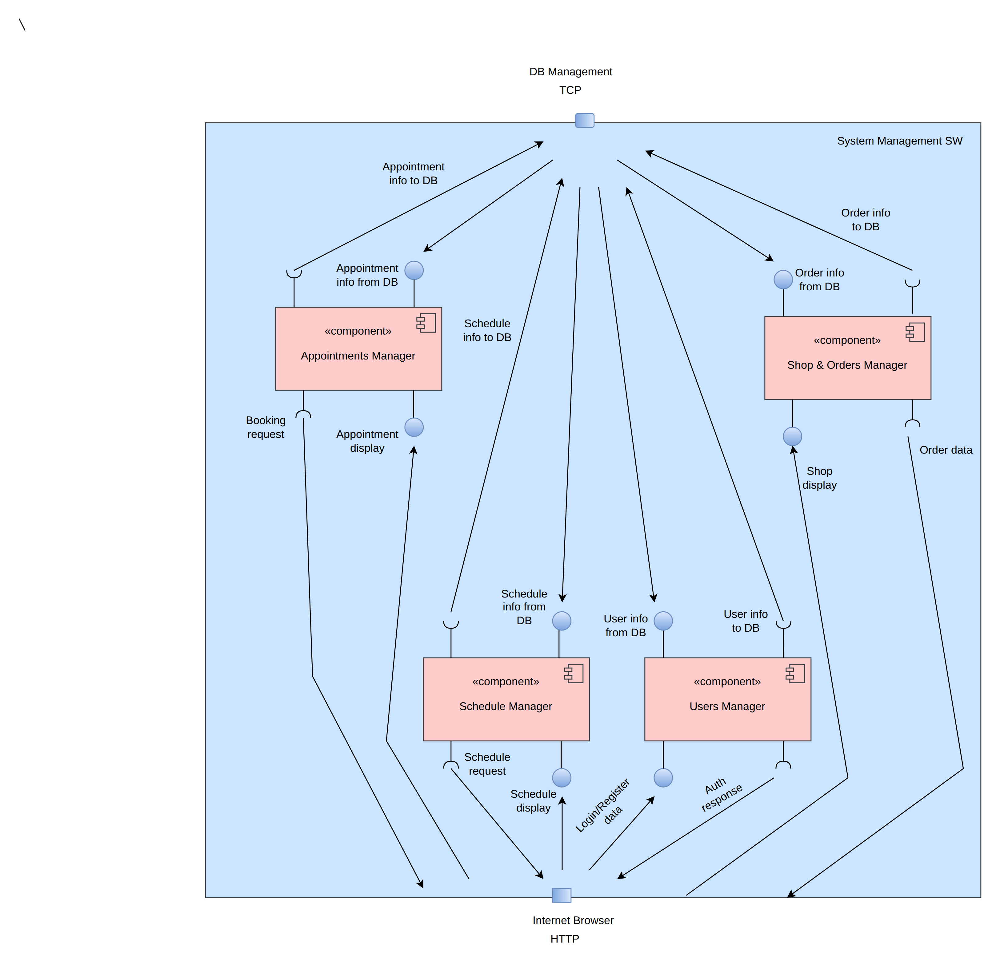 \
DB Management
TCP
System Management SW
Appointment
info to DB
Order info
to DB
Appointment
info from DB
Order info
from DB
Schedule
info to DB
«component»
Appointments Manager
«component»
Shop & Orders Manager
Booking
request
Appointment
display
Order data
Shop
display
Schedule
info from
DB
User info
from DB
User info
to DB
«component»
Schedule Manager
«component»
Users Manager
Schedule
request
Schedule
display
Login/Register
data
Auth
response
Internet Browser
HTTP